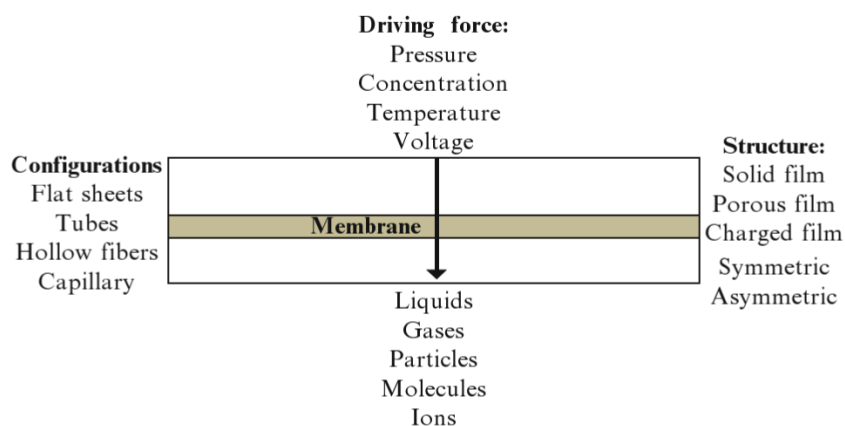 Driving force:
Pressure
Concentration
Temperature
Voltage
Configurations
Flat sheets
Tubes
Hollow fibers
Capillary
Membrane
Structure:
Solid film
Porous film
Charged film
Symmetric
Asymmetric
Liquids
Gases
Particles
Molecules
Ions